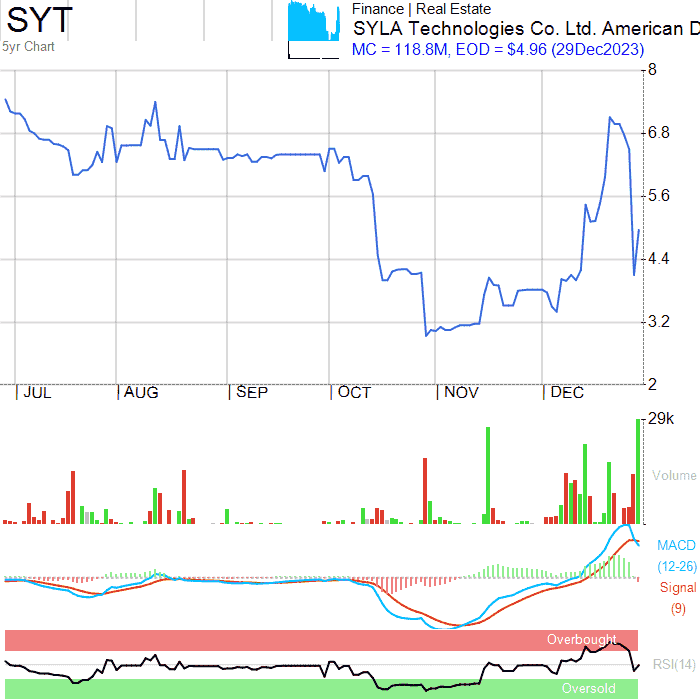 SYT
5yr Chart
Finance | Real Estate
SYLA Technologies Co. Ltd. American D
MC = 118.8M, EOD = $4.96 (29Dec2023)
8
6.8
5.6
4.4
3.2
2
JUL AUG SEP OCT NOV DEC
29k
Volume
MACD
(12-26)
Signal
(9)
Overbought
RSI(14)
Oversold